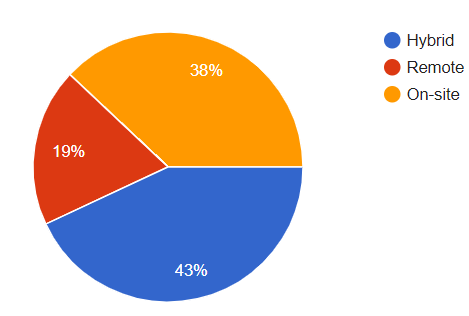 Hybrid
Remote
On-site
38%
19%
43%